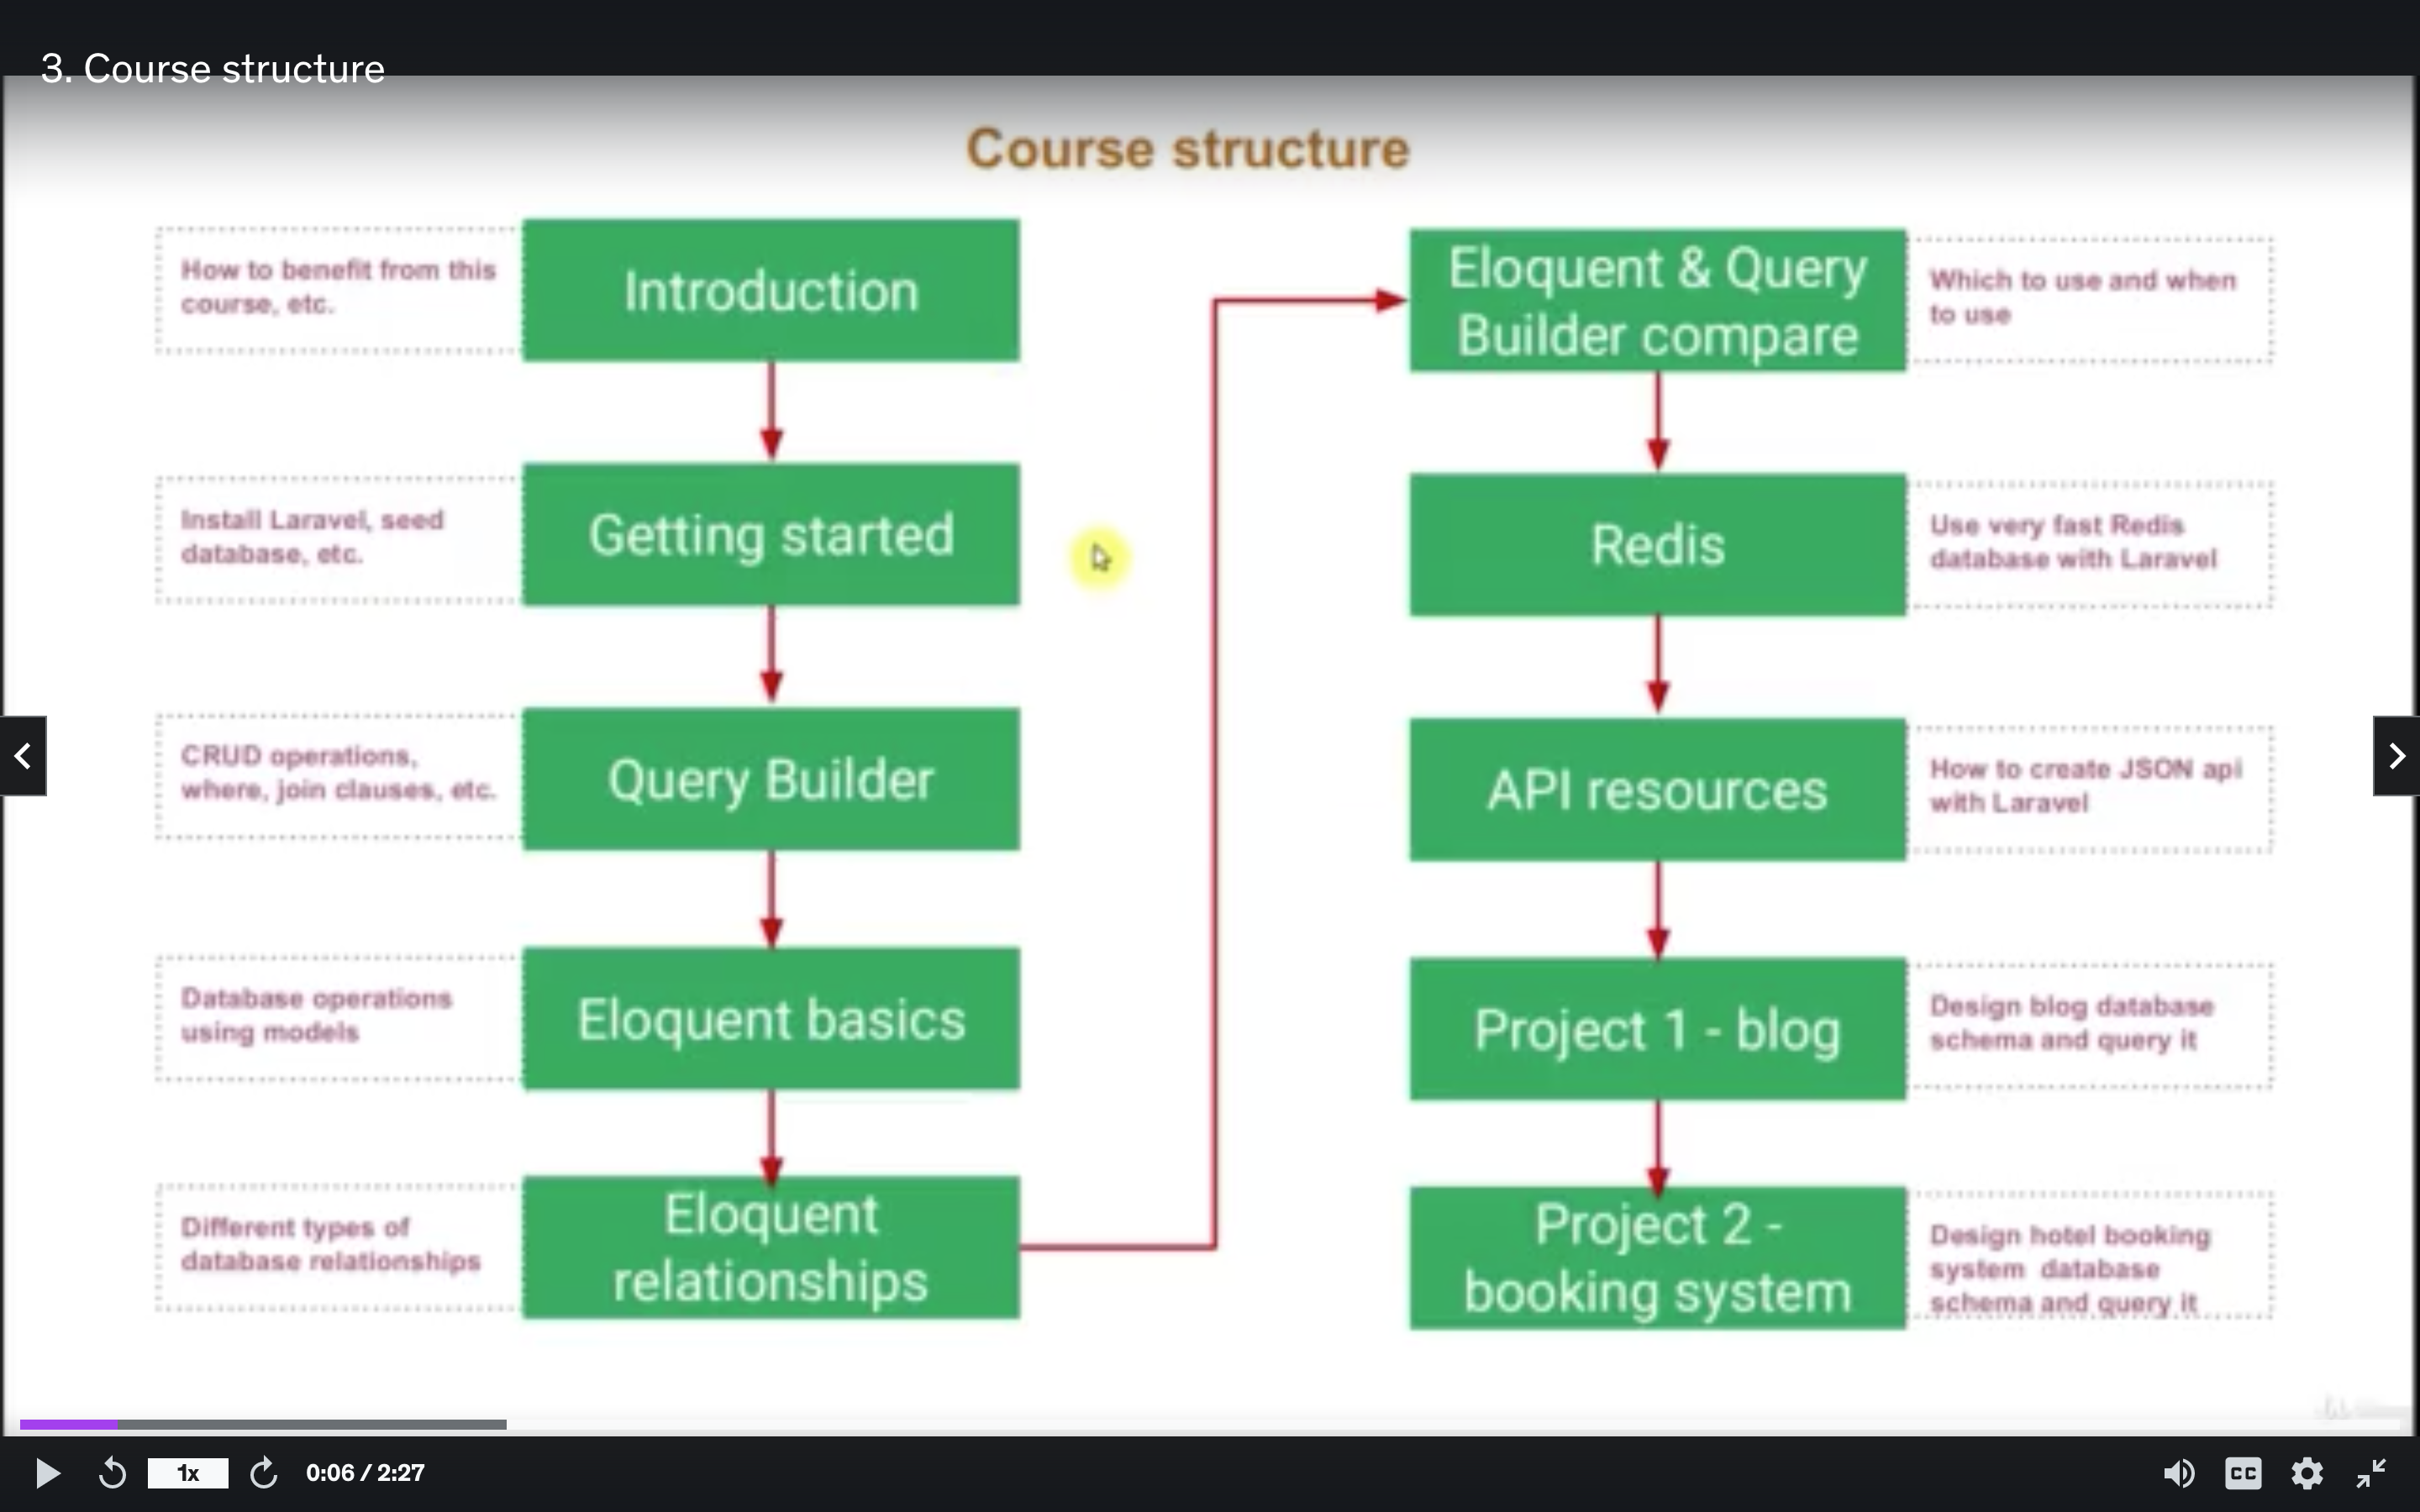 3. Course structure
Course structure
How to benefit from this
course, etc.
Introduction
Install Laravel, seed
database, etc.
Getting started
CRUD operations,
where, join clauses, etc.
Query Builder
Database operations
using models
Eloquent basics
Different types of
database relationships
Eloquent
relationships
Eloquent & Query
Builder compare
Which to use and when
to use
Redis
Use very fast Redis
database with Laravel
API resources
How to create JSON api
with Laravel
Project 1 - blog
Design blog database
schema and query it
Project 2 -
booking system
Design hotel booking
system database
schema and query it
1x
0:06 / 2:27
CC